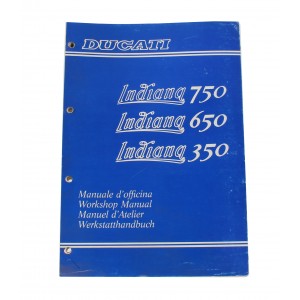 DUCATI
Indiana 750
Indiana 650
Indiana 350
Manuale d'officina
Workshop Manual
Manuel d'Atelier
Werkstatthandbuch